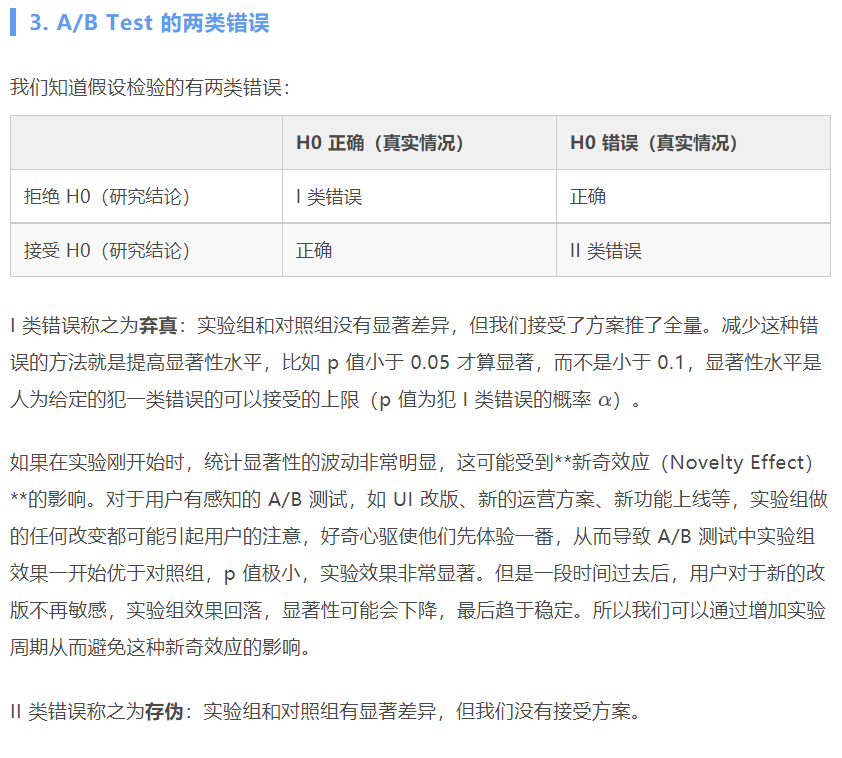 3. A/B Test 的两类错误
我们知道假设检验的有两类错误：
H0 正确（真实情况） H0 错误（真实情况）
拒绝 H0（研究结论） I 类错误 正确
接受 H0（研究结论） 正确 II 类错误
I 类错误称之为弃真：实验组和对照组没有显著差异，但我们接受了方案推了全量。减少这种错
误的方法就是提高显著性水平，比如 p 值小于 0.05 才算显著，而不是小于 0.1，显著性水平是
人为给定的犯一类错误的可以接受的上限（p 值为犯 I 类错误的概率 α）。
如果在实验刚开始时，统计显著性的波动非常明显，这可能受到**新奇效应（Novelty Effect）
**的影响。对于用户有感知的 A/B 测试，如 UI 改版、新的运营方案、新功能上线等，实验组做
的任何改变都可能引起用户的注意，好奇心驱使他们先体验一番，从而导致 A/B 测试中实验组
效果一开始优于对照组，p 值极小，实验效果非常显著。但是一段时间过去后，用户对于新的改
版不再敏感，实验组效果回落，显著性可能会下降，最后趋于稳定。所以我们可以通过增加实验
周期从而避免这种新奇效应的影响。
II 类错误称之为存伪：实验组和对照组有显著差异，但我们没有接受方案。